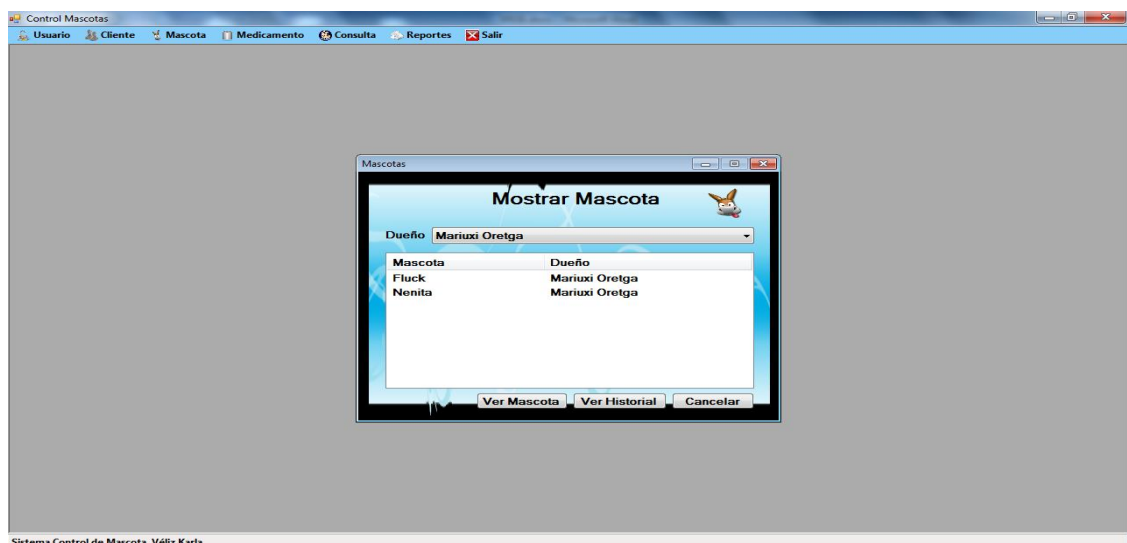 Control Mascotas
Usuario Cliente Mascota Medicamento Consulta Reportes Salir
Mascotas
Mostrar Mascota
Dueño Mariuxi Oretga
Mascota Dueño
Fluck Mariuxi Oretga
Nenita Mariuxi Oretga
Ver Mascota Ver Historial Cancelar
Sistema Control de Mascota Véliz Karla